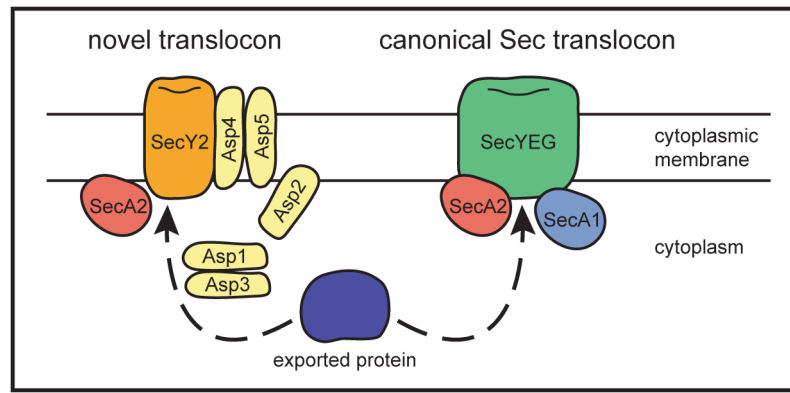 novel translocon
canonical Sec translocon
SecY2
Asp4
Asp5
SecYEG
cytoplasmic
membrane
SecA2
Asp2
SecA2
SecA1
Asp1
Asp3
cytoplasm
exported protein